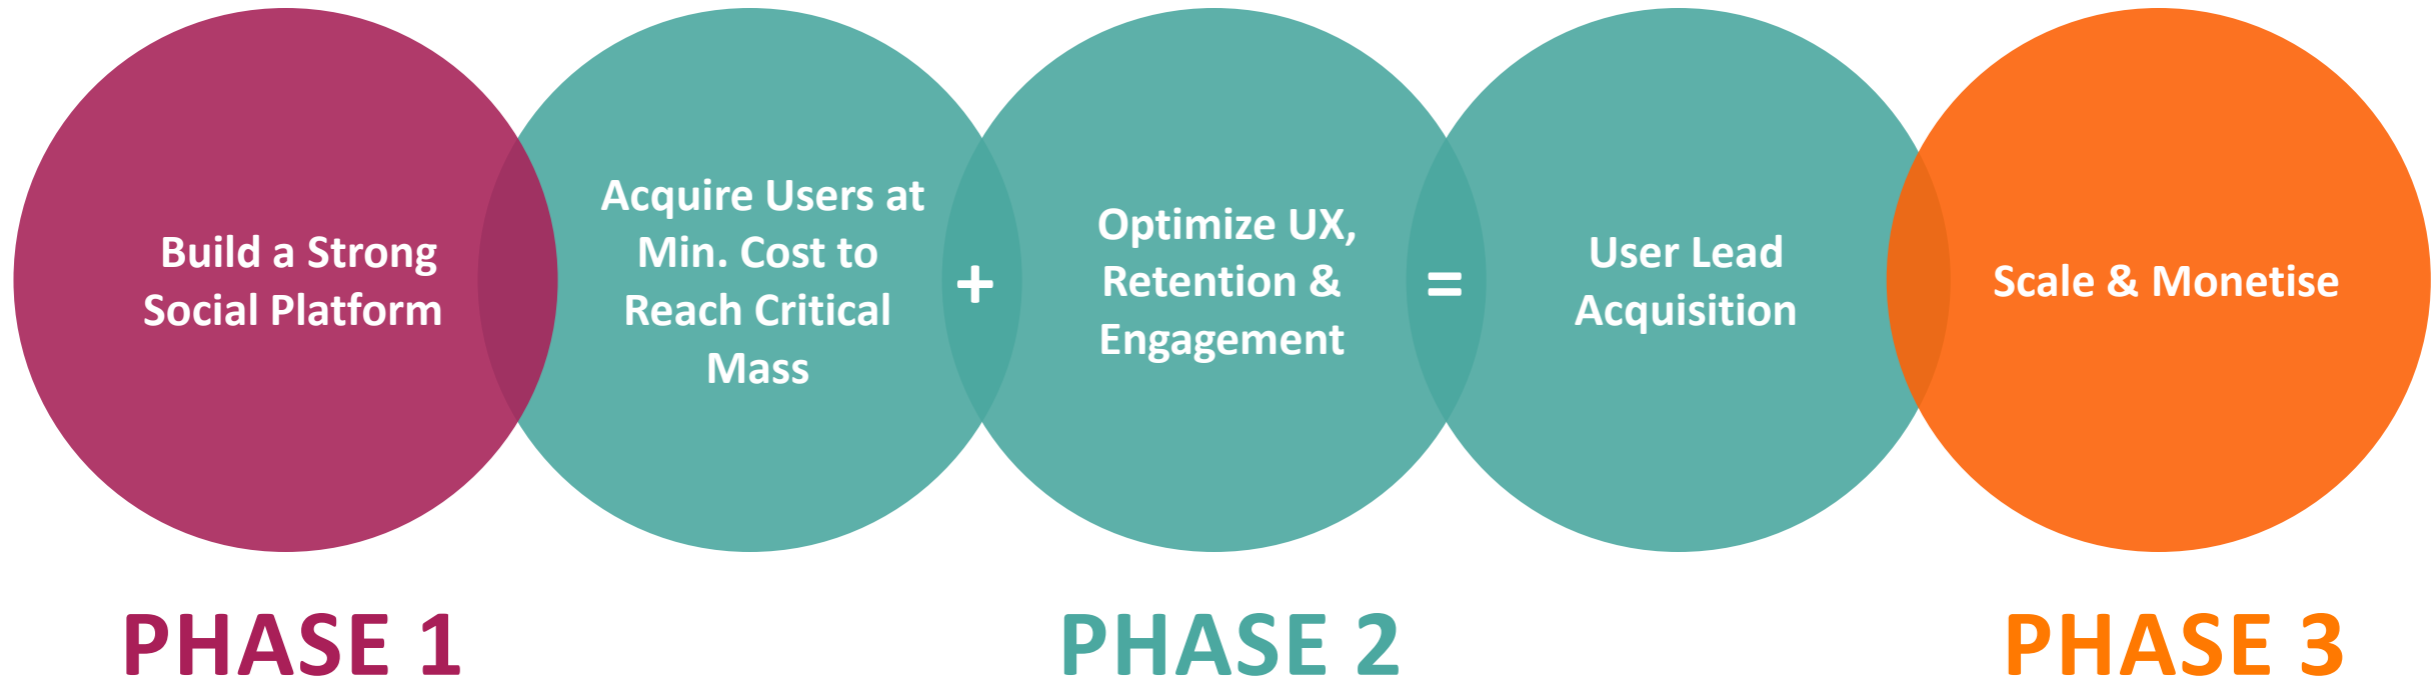 Build a Strong
Social Platform
Acquire Users at
Min. Cost to
Reach Critical
Mass
+
Optimize UX,
Retention &
Engagement
=
User Lead
Acquisition
Scale & Monetise
PHASE 1
PHASE 2
PHASE 3